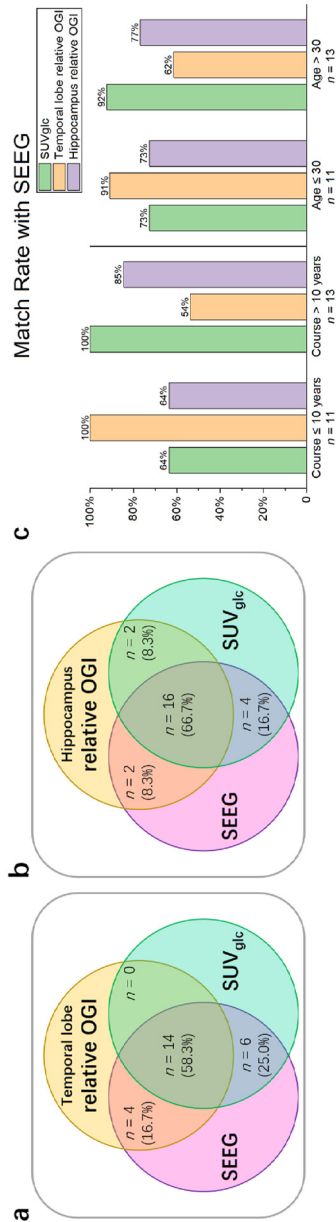 a
Temporal lobe
relative OGI
n = 4
(16.7%)
n = 0
n = 14
(58.3%)
SEEG
n = 6
(25.0%)
SUVglc
b
Hippocampus
relative OGI
n = 2
(8.3%)
n = 2
(8.3%)
n = 16
(66.7%)
SEEG
n = 4
(16.7%)
SUVglc
c
Match Rate with SEEG
SUVglc
Temporal lobe relative OGI
Hippocampus relative OGI
100%
80%
60%
40%
20%
0%
64%
100%
64%
100%
54%
85%
73%
91%
73%
92%
62%
77%
Course ≤ 10 years
n = 11
Course > 10 years
n = 13
Age ≤ 30
n = 11
Age > 30
n = 13